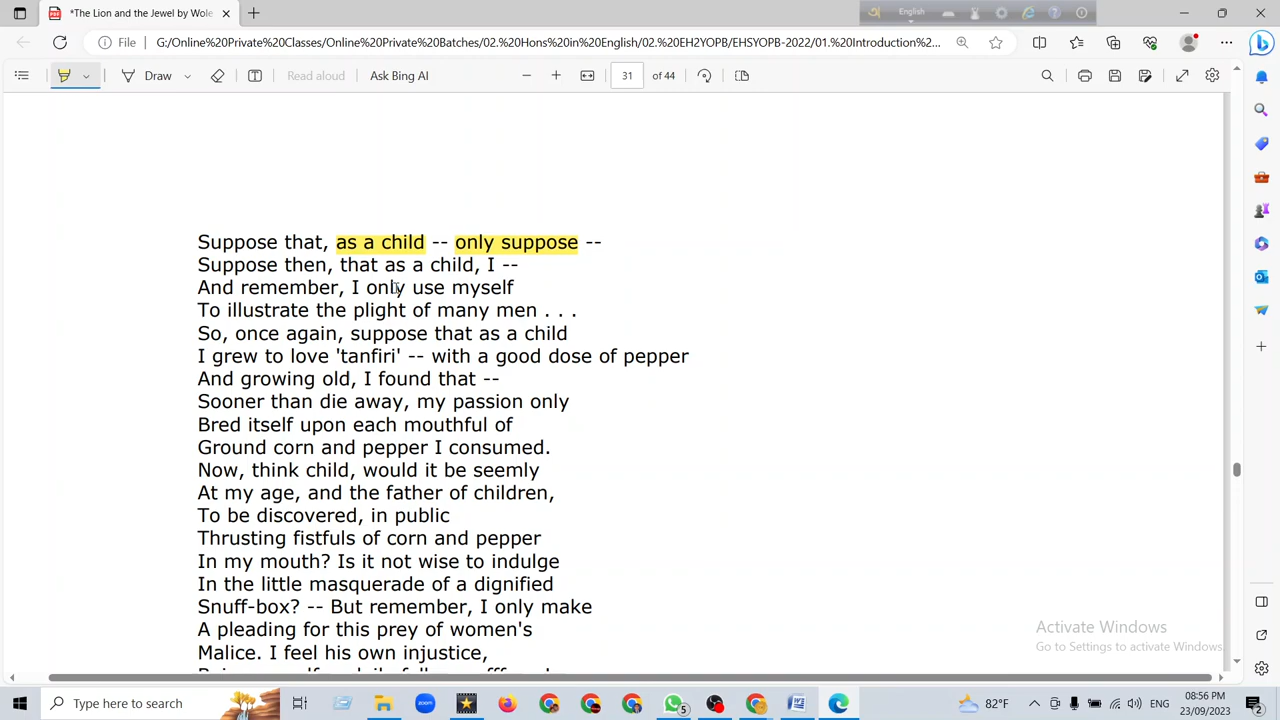 *The Lion and the Jewel by Wole
English
File
G:/Online%20Private%20Classes/Online%20Private%20Batches/02.%20Hons%20in%20English/02.%20EH2YOPB/EHSYOPB-2022/01.%20Introduction%20...
Draw
Read aloud
Ask Bing AI
31 of 44
Suppose that, as a child -- only suppose --
Suppose then, that as a child, I --
And remember, I only use myself
To illustrate the plight of many men . . .
So, once again, suppose that as a child
I grew to love 'tanfiri' -- with a good dose of pepper
And growing old, I found that --
Sooner than die away, my passion only
Bred itself upon each mouthful of
Ground corn and pepper I consumed.
Now, think child, would it be seemly
At my age, and the father of children,
To be discovered, in public
Thrusting fistfuls of corn and pepper
In my mouth? Is it not wise to indulge
In the little masquerade of a dignified
Snuff-box? -- But remember, I only make
A pleading for this prey of women's
Malice. I feel his own injustice,
Activate Windows
Go to Settings to activate Windows.
Type here to search
zoom
5
82°F
ENG
08:56 PM
23/09/2023
2